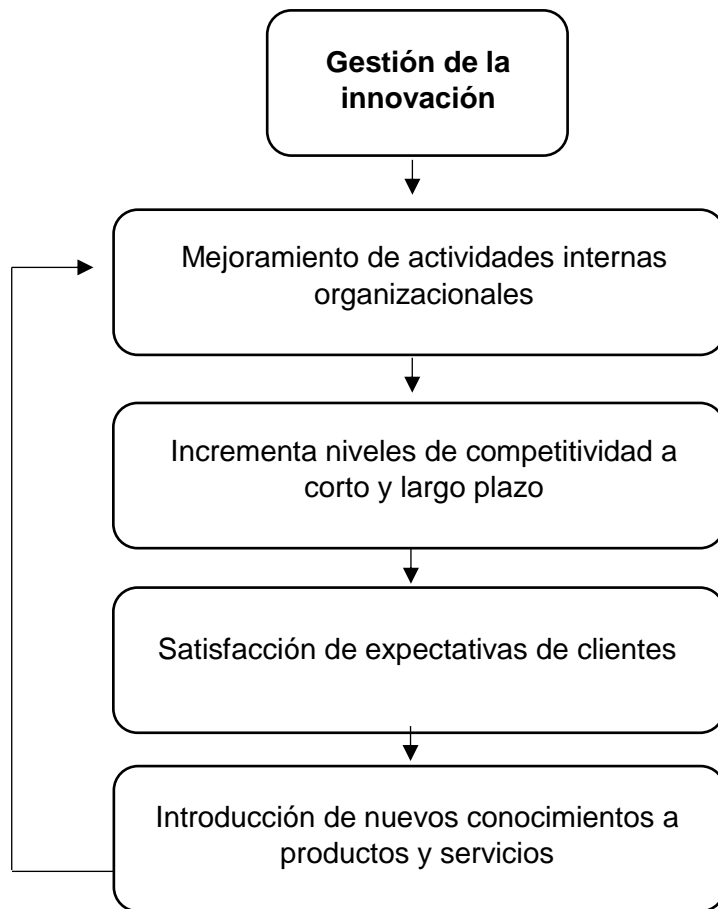 Gestión de la
innovación
Mejoramiento de actividades internas
organizacionales
Incrementa niveles de competitividad a
corto y largo plazo
Satisfacción de expectativas de clientes
Introducción de nuevos conocimientos a
productos y servicios